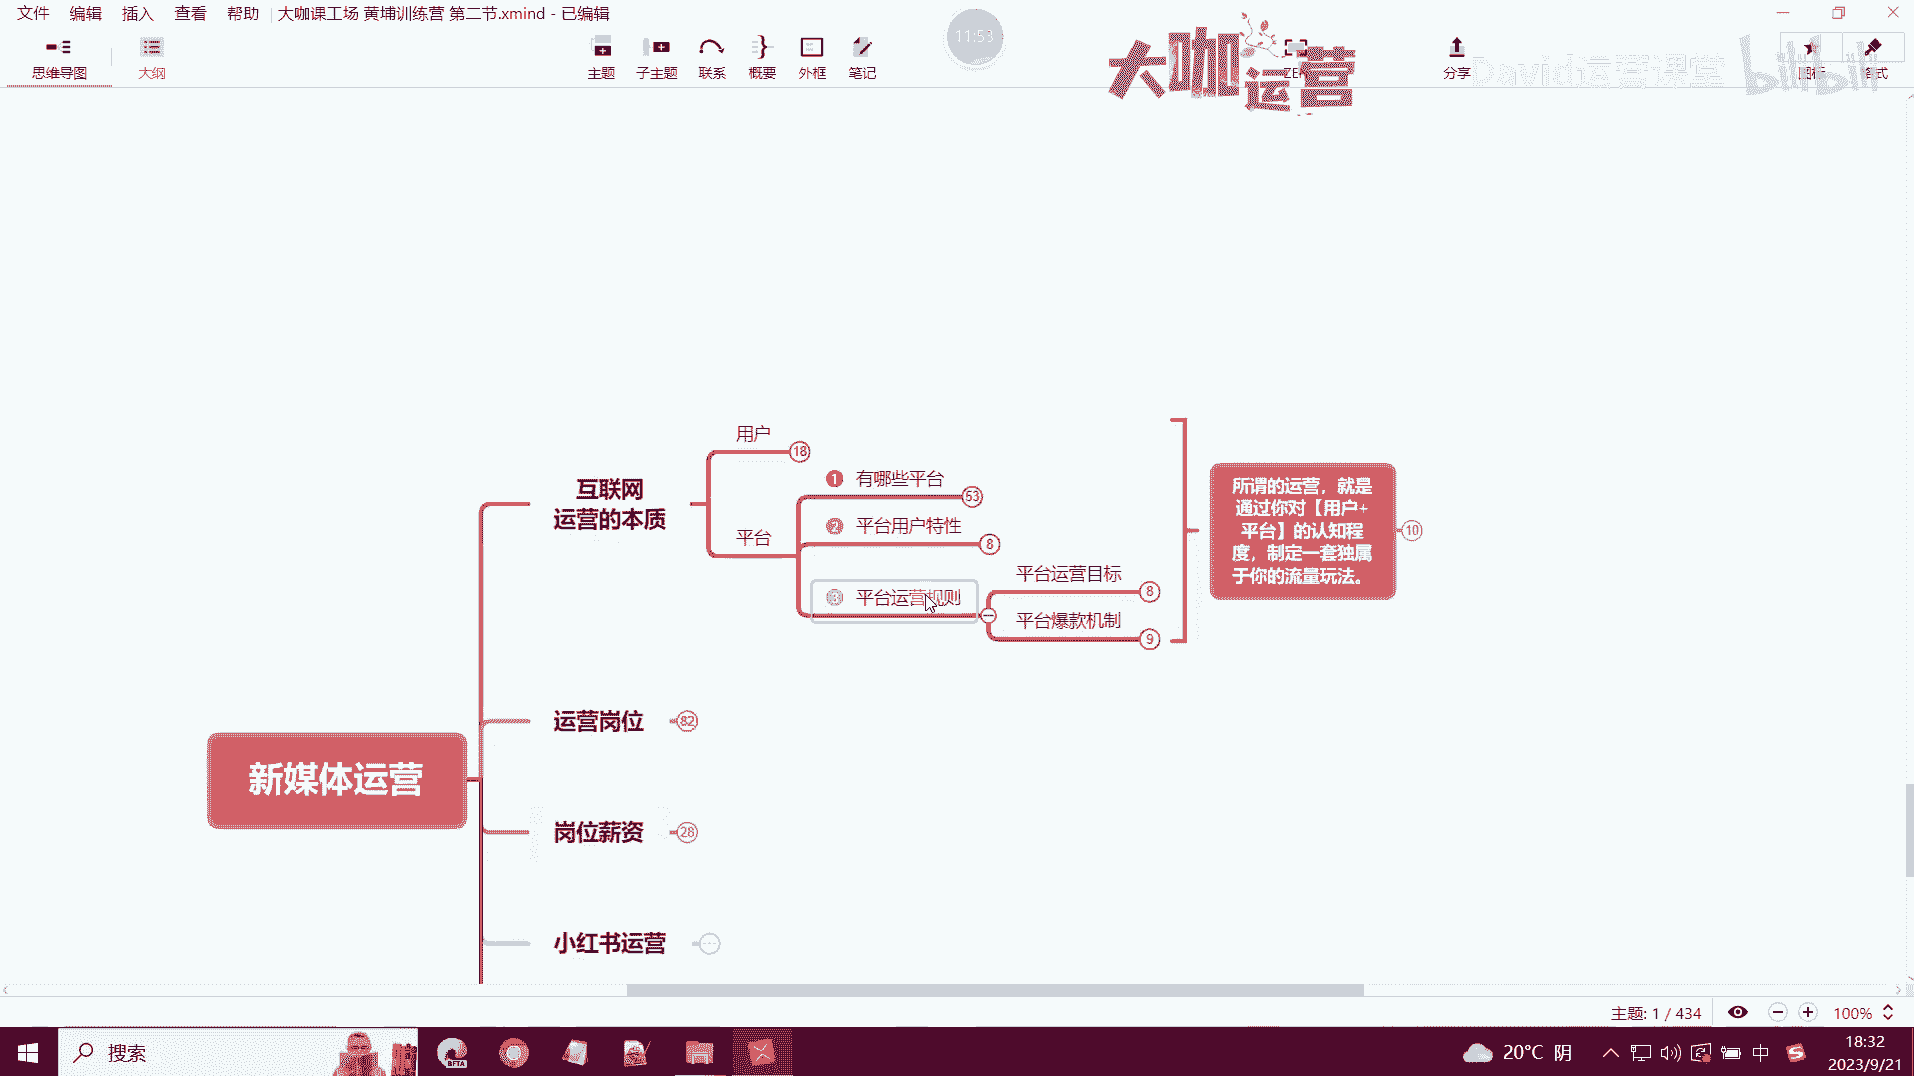 文件 编辑 插入 查看 帮助 大咖课工场 黄埔训练营 第二节.xmind - 已编辑
11:53
思维导图 大纲 主题 子主题 联系 概要 外框 笔记 分享
大咖运营
David运营课堂 bilibili
用户 18
1 有哪些平台 53
互联网
运营的本质
2 平台用户特性 8
平台
平台运营目标 8
3 平台运营规则
平台爆款机制 9
所谓的运营，就是
通过你对【用户+
平台】的认知程
度，制定一套独属
于你的流量玩法。
10
运营岗位 82
新媒体运营
岗位薪资 28
小红书运营
主题: 1 / 434 100%
搜索
BETA
20°C 阴
中
18:32
2023/9/21